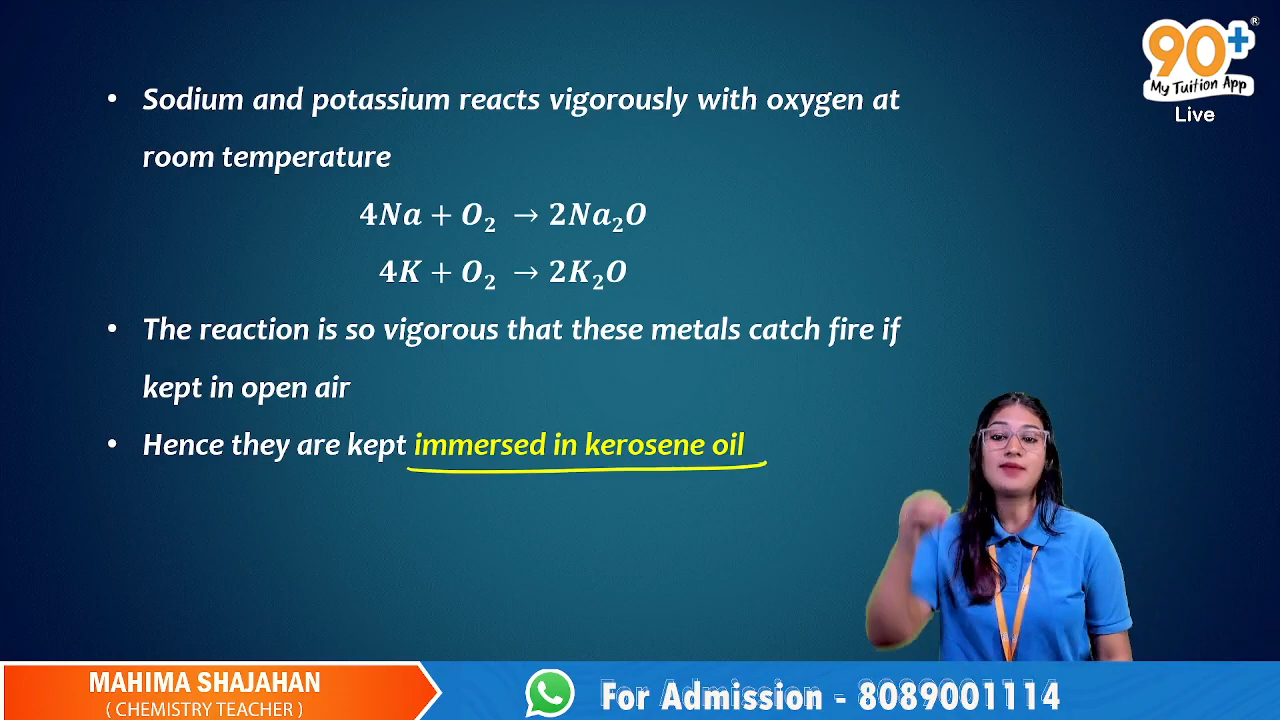 90+
®
My Tuition App
Live
• Sodium and potassium reacts vigorously with oxygen at
room temperature
4Na + O₂ → 2Na₂O
4K + O₂ → 2K₂O
• The reaction is so vigorous that these metals catch fire if
kept in open air
• Hence they are kept immersed in kerosene oil
MAHIMA SHAJAHAN
( CHEMISTRY TEACHER )
For Admission - 8089001114